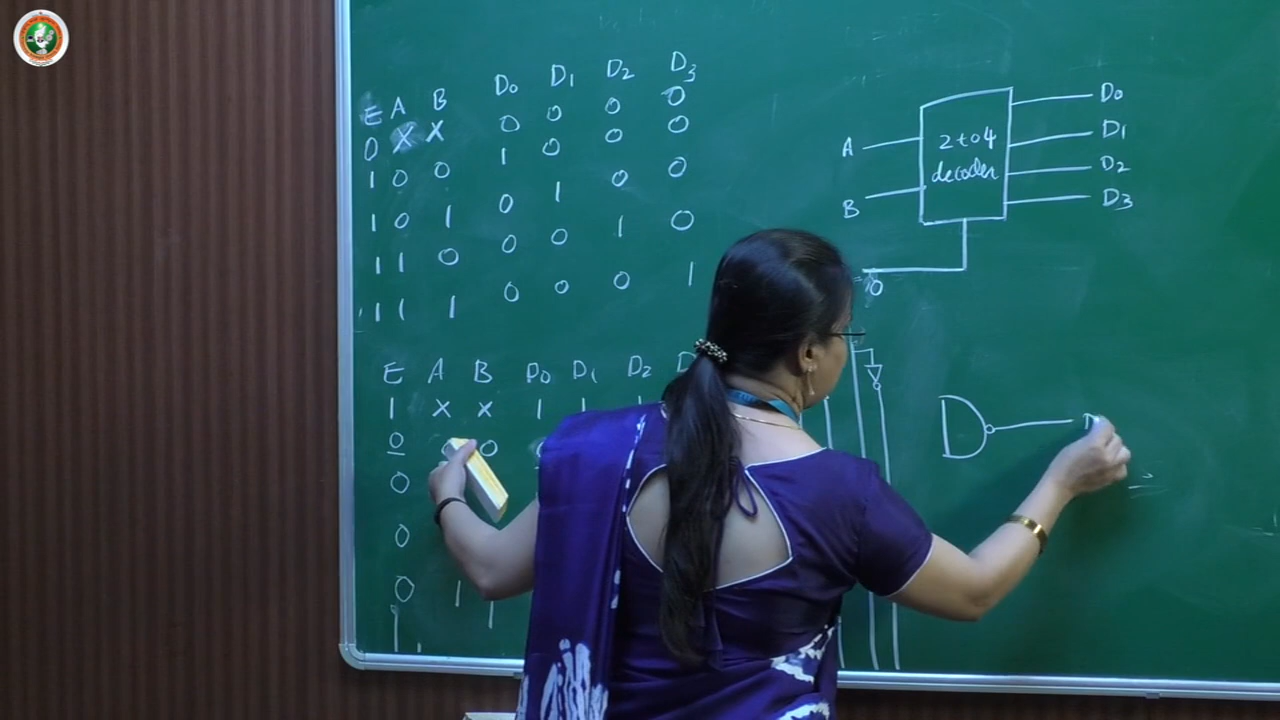 E A B D0 D1 D2 D3
0 X X 0 0 0 0
1 0 0 1 0 0 0
1 0 1 0 1 0 0
1 1 0 0 0 1 0
1 1 1 0 0 0 1
A
B
2 to 4
decoder
D0
D1
D2
D3
0
E A B D0 D1 D2
1 X X 1 1 1
0 0 0
0
0
0 1 1